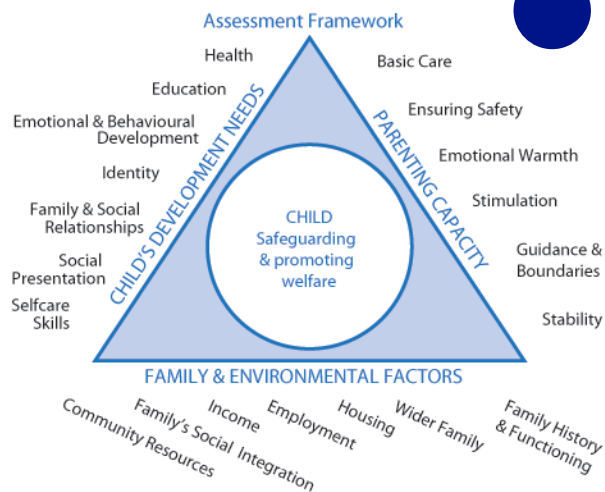 Assessment Framework
Health
Education
Emotional & Behavioural
Development
Identity
Family & Social
Relationships
Social
Presentation
Selfcare
Skills
CHILD'S DEVELOPMENT NEEDS
CHILD
Safeguarding
& promoting
welfare
PARENTING CAPACITY
Basic Care
Ensuring Safety
Emotional Warmth
Stimulation
Guidance &
Boundaries
Stability
FAMILY & ENVIRONMENTAL FACTORS
Community Resources
Family's Social Integration
Income
Employment
Housing
Wider Family
Family History
& Functioning